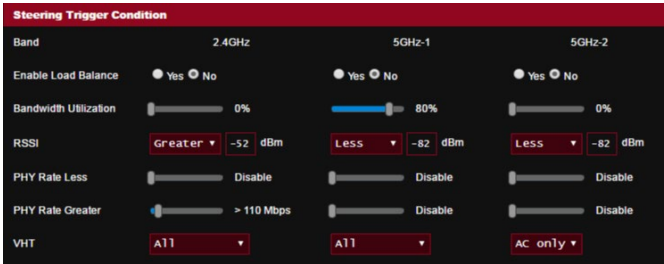 Steering Trigger Condition
Band 2.4GHz 5GHz-1 5GHz-2
Enable Load Balance Yes No Yes No Yes No
Bandwidth Utilization 0% 80% 0%
RSSI Greater -52 dBm Less -82 dBm Less -82 dBm
PHY Rate Less Disable Disable Disable
PHY Rate Greater > 110 Mbps Disable Disable
VHT All All AC only